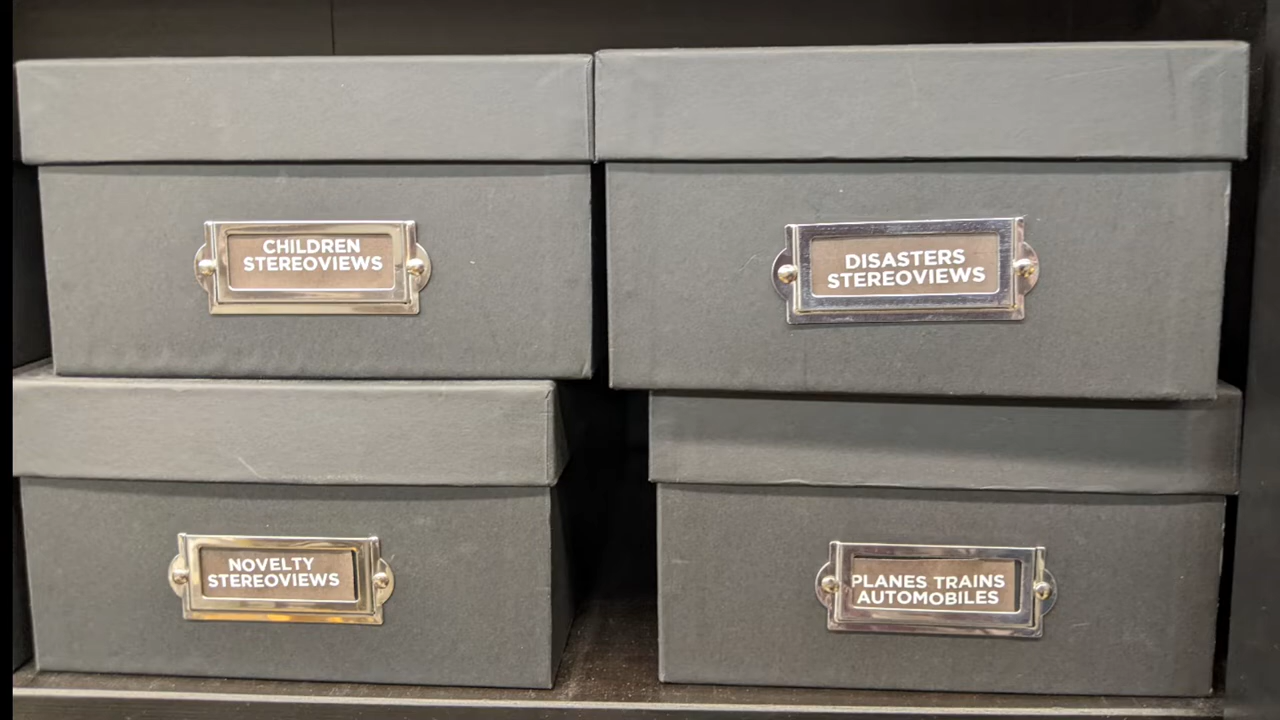 CHILDREN
STEREOVIEWS
DISASTERS
STEREOVIEWS
NOVELTY
STEREOVIEWS
PLANES TRAINS
AUTOMOBILES